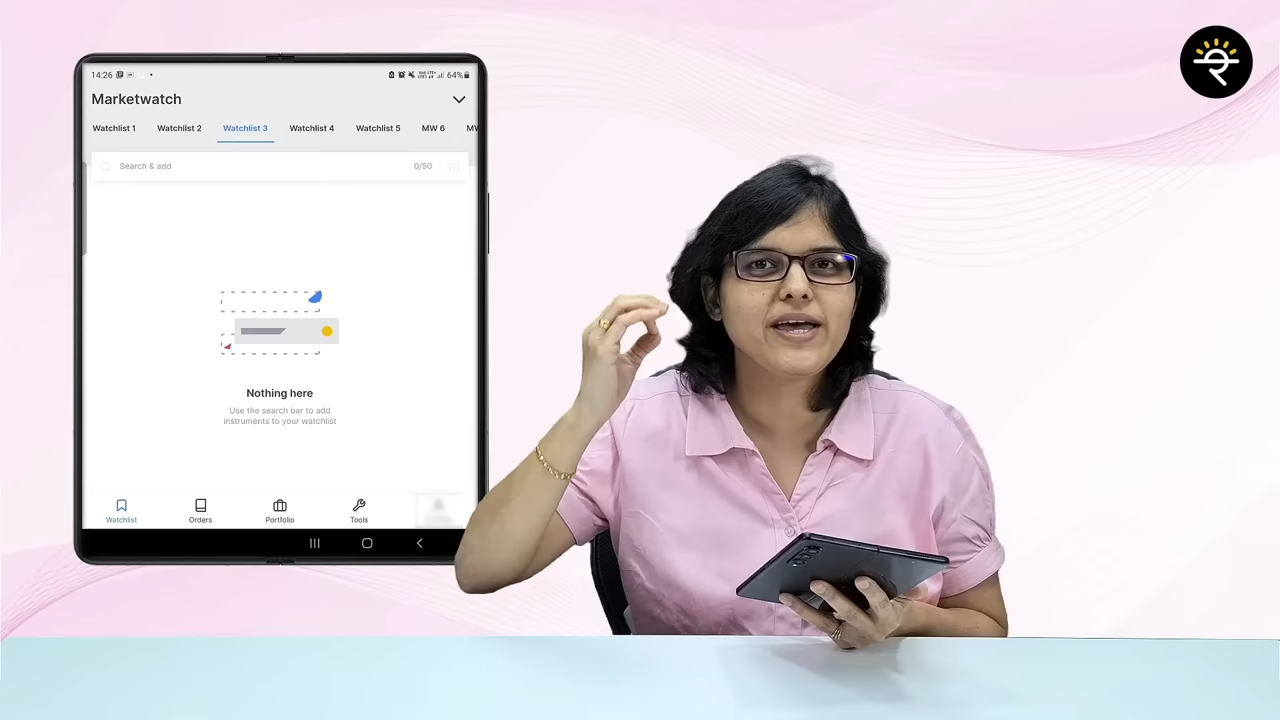 14:26
64%
Marketwatch
Watchlist 1 Watchlist 2 Watchlist 3 Watchlist 4 Watchlist 5 MW 6
Search & add 0/50
Nothing here
Use the search bar to add
instruments to your watchlist
Watchlist Orders Portfolio Tools